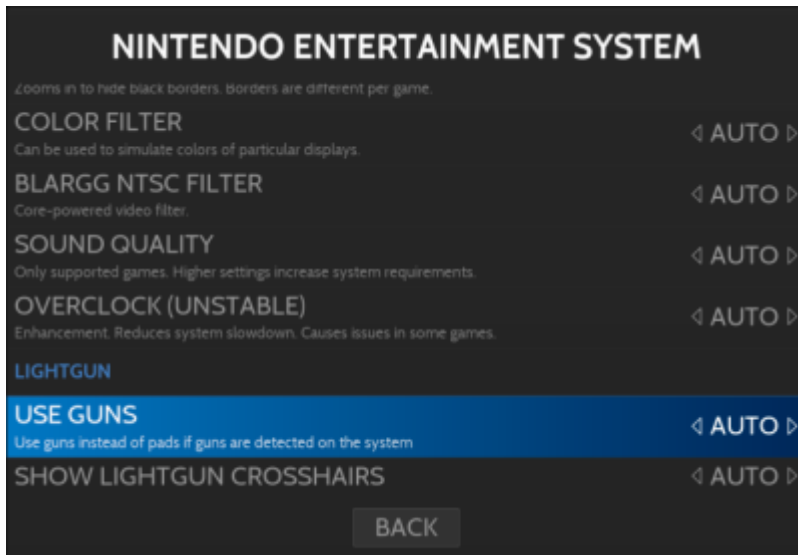 NINTENDO ENTERTAINMENT SYSTEM
Zooms in to hide black borders. Borders are different per game.
COLOR FILTER
AUTO
Can be used to simulate colors of particular displays.
BLARGG NTSC FILTER
AUTO
Core-powered video filter.
SOUND QUALITY
AUTO
Only supported games. Higher settings increase system requirements.
OVERCLOCK (UNSTABLE)
AUTO
Enhancement. Reduces system slowdown. Causes issues in some games.
LIGHTGUN
USE GUNS
AUTO
Use guns instead of pads if guns are detected on the system
SHOW LIGHTGUN CROSSHAIRS
AUTO
BACK